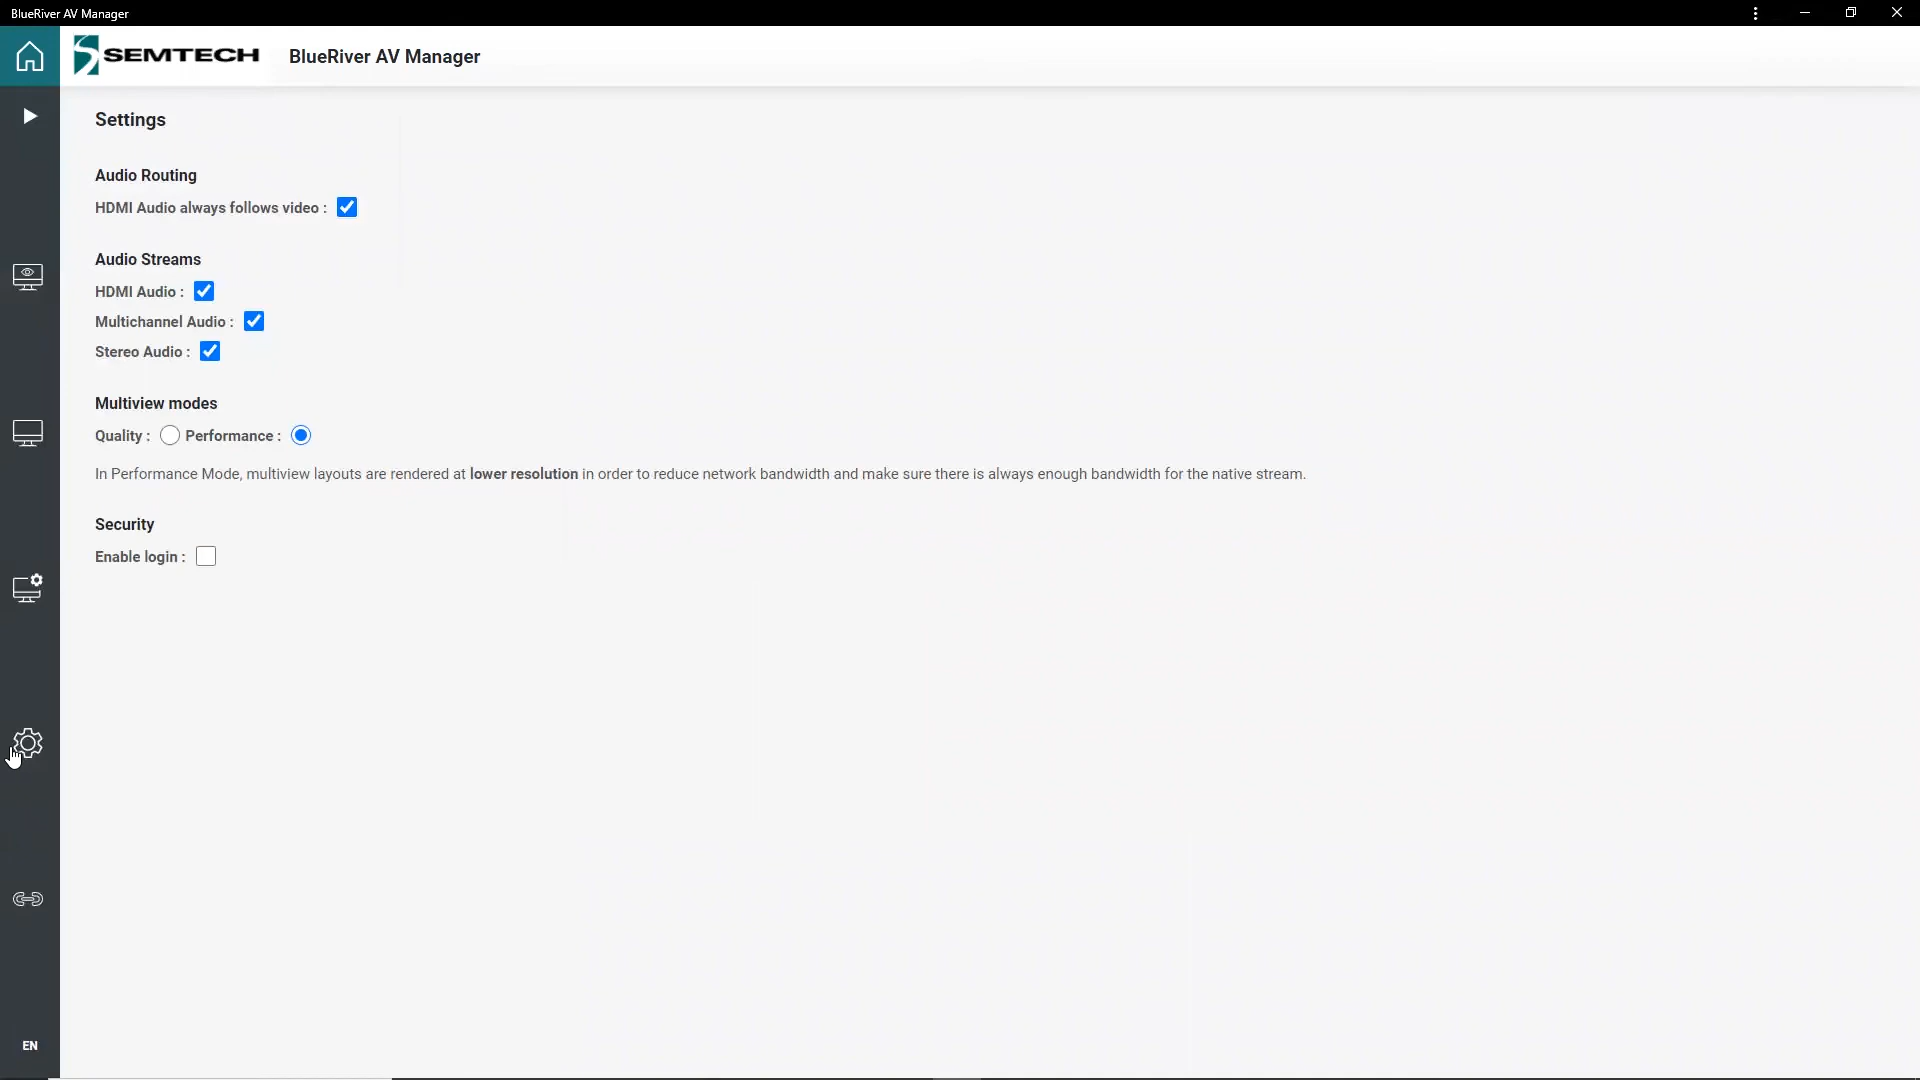 BlueRiver AV Manager
SEMTECH
BlueRiver AV Manager
Settings
Audio Routing
HDMI Audio always follows video :
Audio Streams
HDMI Audio :
Multichannel Audio :
Stereo Audio :
Multiview modes
Quality : Performance :
In Performance Mode, multiview layouts are rendered at lower resolution in order to reduce network bandwidth and make sure there is always enough bandwidth for the native stream.
Security
Enable login :
EN